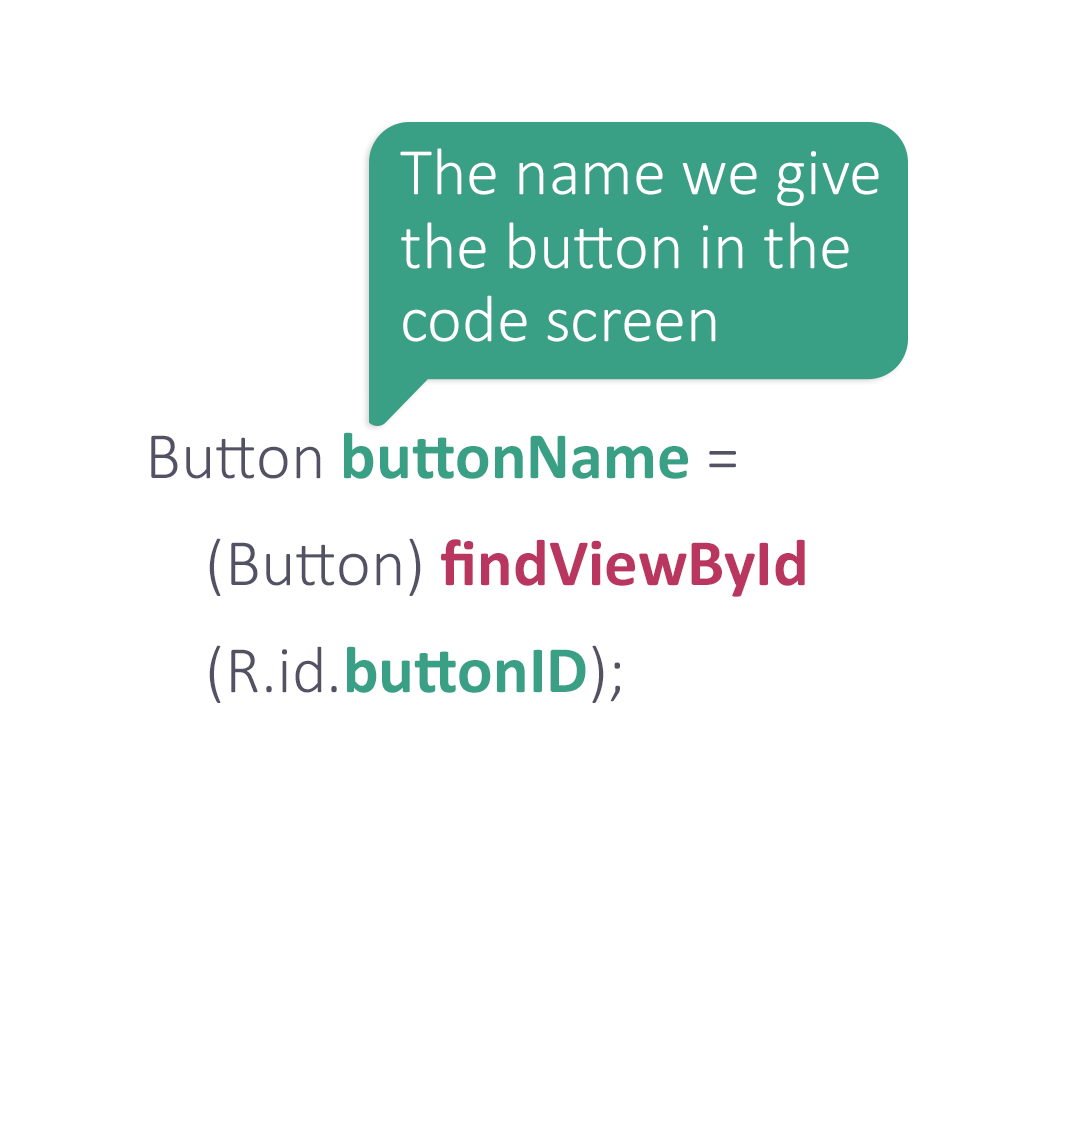 The name we give
the button in the
code screen
Button buttonName =
(Button) findViewById
(R.id.buttonID);